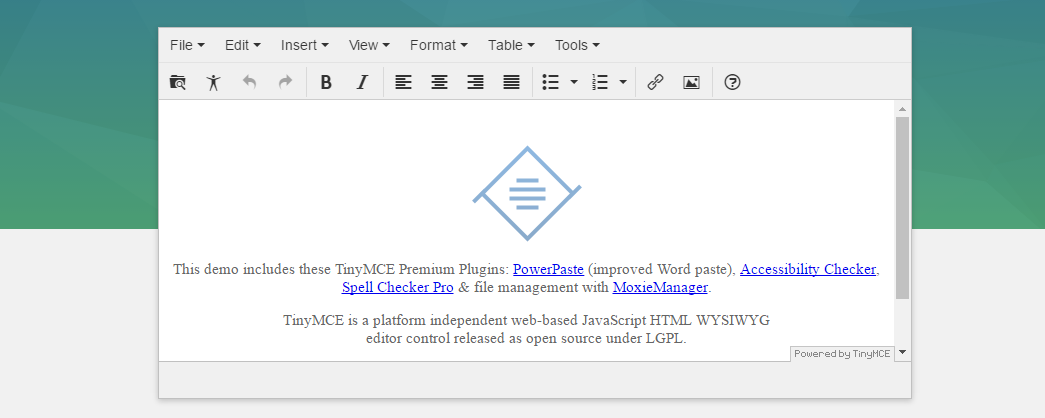 File Edit Insert View Format Table Tools
B I
This demo includes these TinyMCE Premium Plugins: PowerPaste (improved Word paste), Accessibility Checker,
Spell Checker Pro & file management with MoxieManager.
TinyMCE is a platform independent web-based JavaScript HTML WYSIWYG
editor control released as open source under LGPL.
Powered by TinyMCE